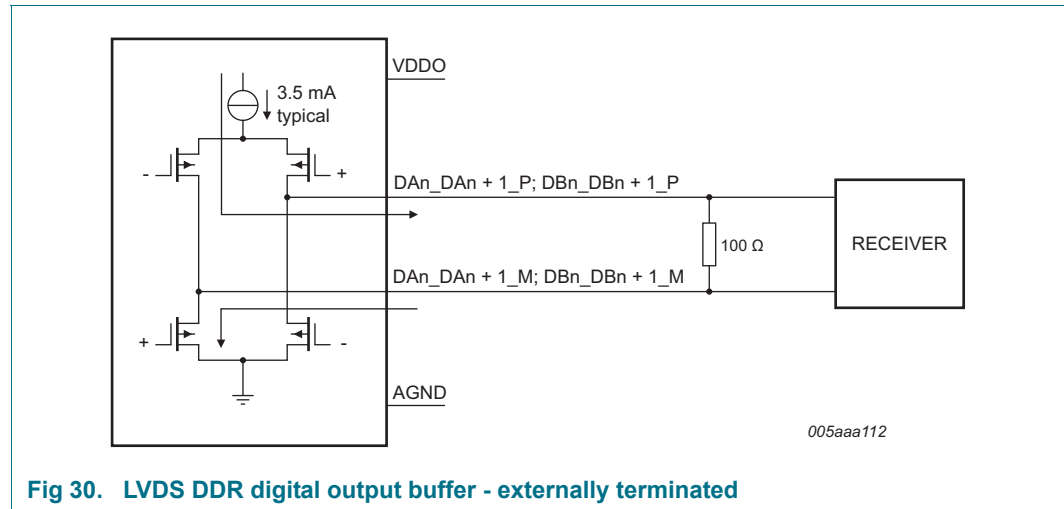 VDDO
3.5 mA
typical
-
+
DAn_DAn + 1_P; DBn_DBn + 1_P
100 Ω
RECEIVER
DAn_DAn + 1_M; DBn_DBn + 1_M
+
-
AGND
005aaa112
Fig 30. LVDS DDR digital output buffer - externally terminated